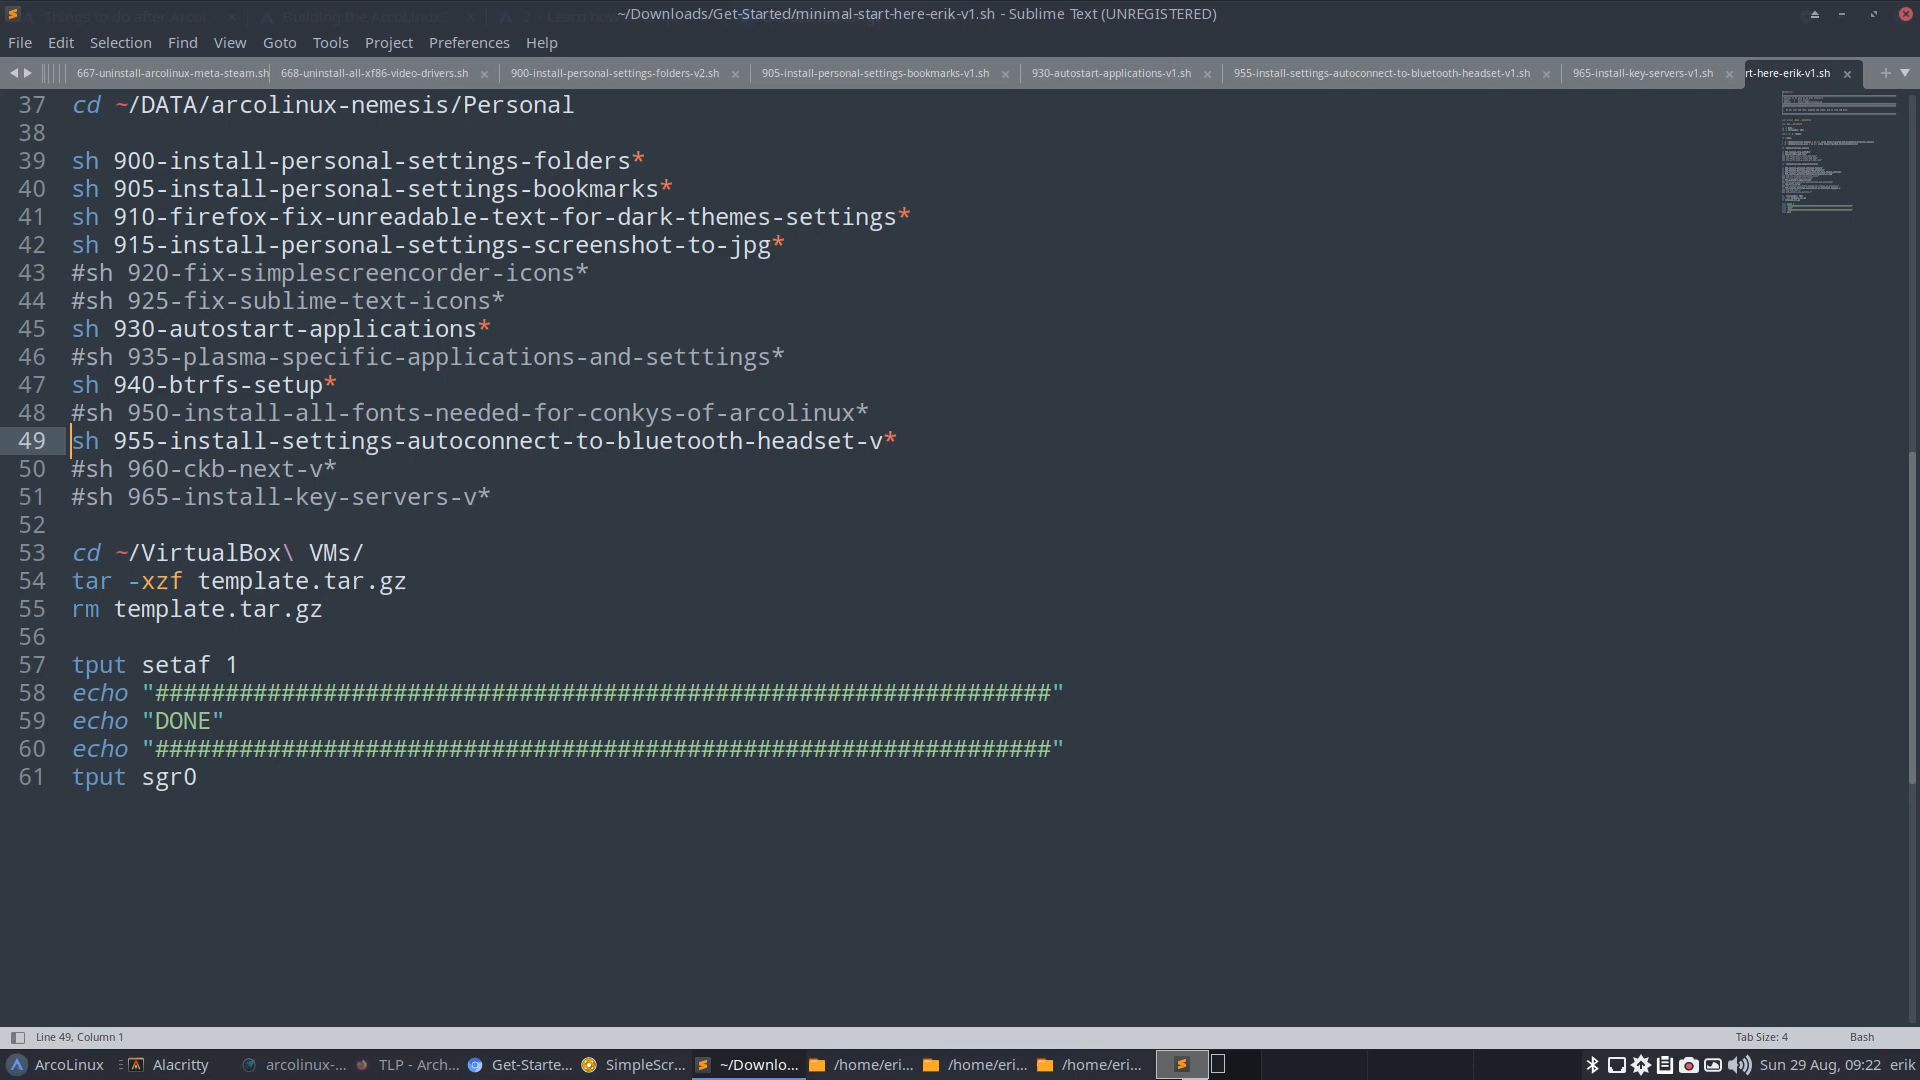 ~/Downloads/Get-Started/minimal-start-here-erik-v1.sh - Sublime Text (UNREGISTERED)
File Edit Selection Find View Goto Tools Project Preferences Help
667-uninstall-arcolinux-meta-steam.sh 668-uninstall-all-xf86-video-drivers.sh 900-install-personal-settings-folders-v2.sh 905-install-personal-settings-bookmarks-v1.sh 930-autostart-applications-v1.sh 955-install-settings-autoconnect-to-bluetooth-headset-v1.sh 965-install-key-servers-v1.sh rt-here-erik-v1.sh
37 cd ~/DATA/arcolinux-nemesis/Personal
38
39 sh 900-install-personal-settings-folders*
40 sh 905-install-personal-settings-bookmarks*
41 sh 910-firefox-fix-unreadable-text-for-dark-themes-settings*
42 sh 915-install-personal-settings-screenshot-to-jpg*
43 #sh 920-fix-simplescreencorder-icons*
44 #sh 925-fix-sublime-text-icons*
45 sh 930-autostart-applications*
46 #sh 935-plasma-specific-applications-and-setttings*
47 sh 940-btrfs-setup*
48 #sh 950-install-all-fonts-needed-for-conkys-of-arcolinux*
49 sh 955-install-settings-autoconnect-to-bluetooth-headset-v*
50 #sh 960-ckb-next-v*
51 #sh 965-install-key-servers-v*
52
53 cd ~/VirtualBox\ VMs/
54 tar -xzf template.tar.gz
55 rm template.tar.gz
56
57 tput setaf 1
58 echo "################################################################"
59 echo "DONE"
60 echo "################################################################"
61 tput sgr0
Line 49, Column 1 Tab Size: 4 Bash
ArcoLinux Alacritty arcolinux-... TLP - Arch... Get-Starte... SimpleScr... ~/Downlo... /home/eri... /home/eri... /home/eri... Sun 29 Aug, 09:22 erik